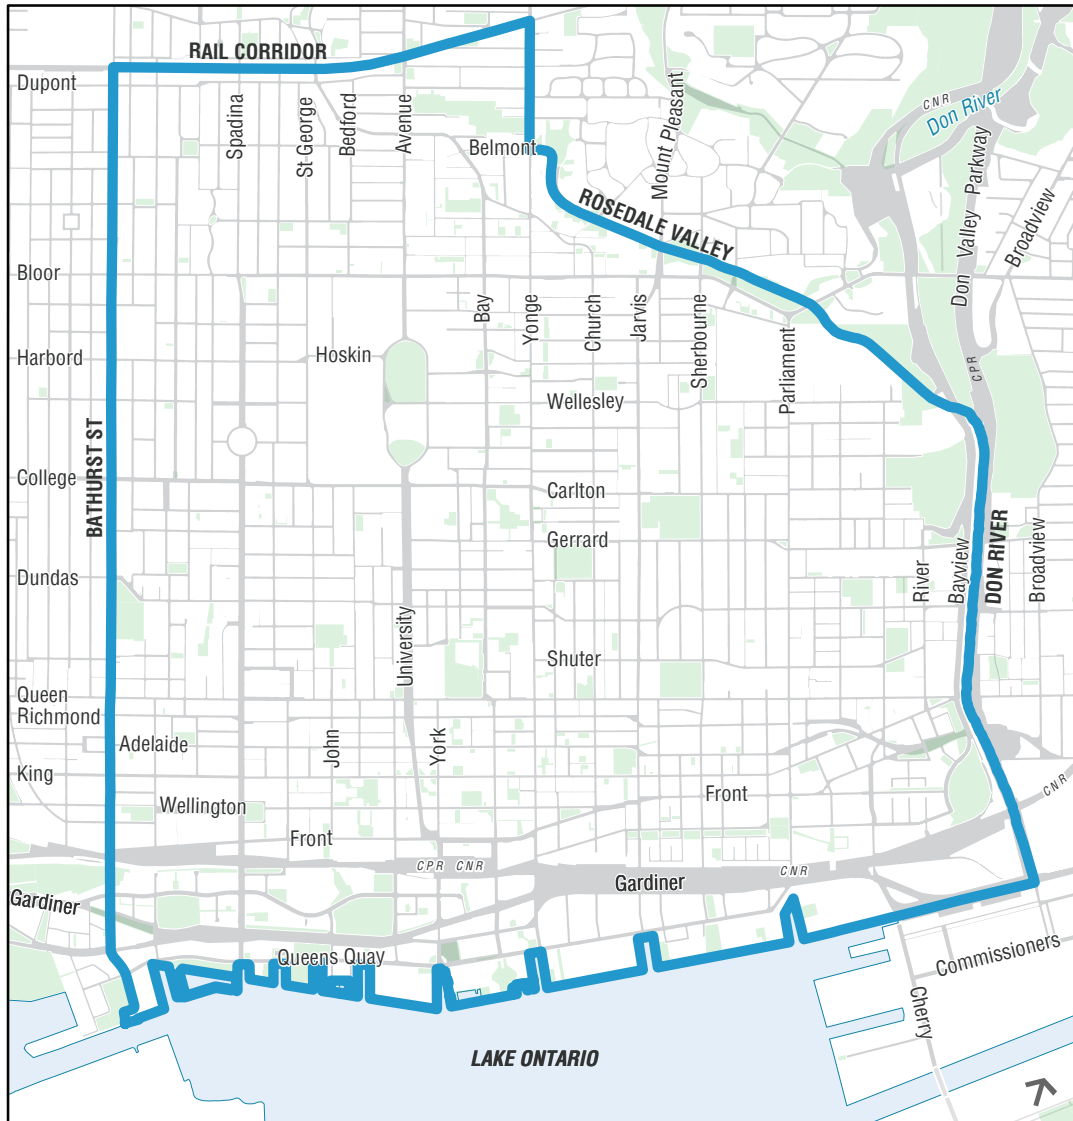 RAIL CORRIDOR
Dupont
Spadina
St George
Bedford
Avenue
Belmont
Mount Pleasant
CNR
Don River
Don Valley Parkway
Broadview
ROSEDALE VALLEY
Bloor
Bay
Yonge
Church
Jarvis
Sherbourne
Parliament
CPR
Harbord
Hoskin
Wellesley
BATHURST ST
College
Carlton
Gerrard
DON RIVER
Dundas
River
Bayview
Broadview
University
Shuter
Queen
Richmond
Adelaide
John
York
King
Wellington
Front
CNR
Front
CPR CNR
Gardiner
CNR
Gardiner
Queens Quay
Commissioners
Cherry
LAKE ONTARIO